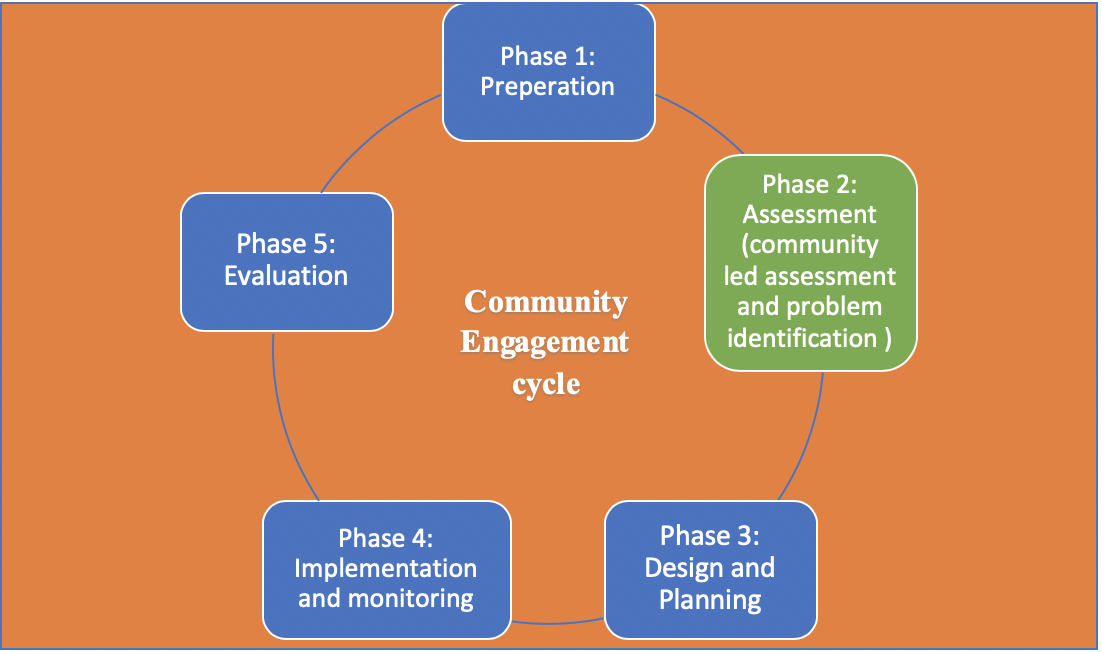 Phase 1:
Preperation
Phase 2:
Assessment
(community
led assessment
and problem
identification )
Phase 3:
Design and
Planning
Phase 4:
Implementation
and monitoring
Phase 5:
Evaluation
Community
Engagement
cycle